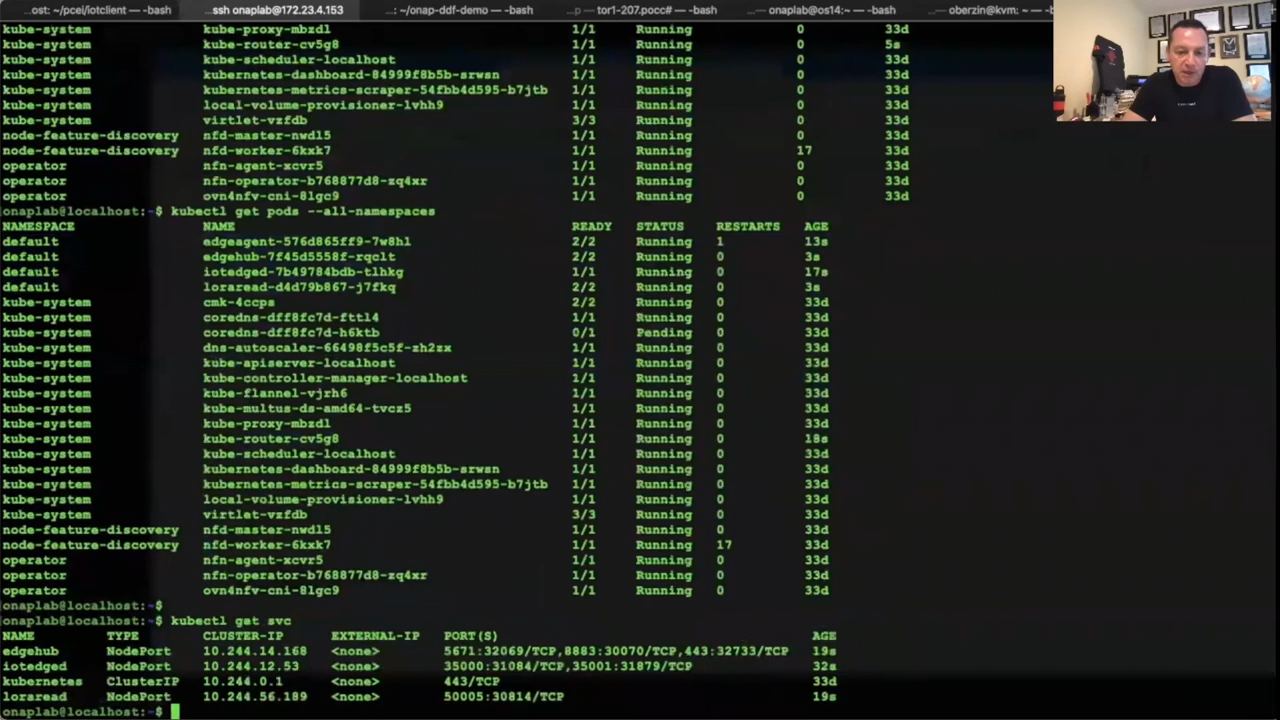 ...ost: ~/pcei/iotclient — -bash   ...ssh onaplab@172.23.4.153   ...: ~/onap-ddf-demo — -bash   ...p — tor1-207.pocc# — -bash   ...— onaplab@os14:~ — -bash   ...— oberzin@kvm: ~ — -b
kube-system kube-proxy-mbzdl 1/1 Running 0 33d
kube-system kube-router-cv5g8 1/1 Running 0 5s
kube-system kube-scheduler-localhost 1/1 Running 0 33d
kube-system kubernetes-dashboard-84999f8b5b-srwsn 1/1 Running 0 33d
kube-system kubernetes-metrics-scraper-54fbb4d595-b7jtb 1/1 Running 0 33d
kube-system local-volume-provisioner-lvhh9 1/1 Running 0 33d
kube-system virtlet-vzfdb 3/3 Running 0 33d
node-feature-discovery nfd-master-nwdl5 1/1 Running 0 33d
node-feature-discovery nfd-worker-6kxk7 1/1 Running 17 33d
operator nfn-agent-xcvr5 1/1 Running 0 33d
operator nfn-operator-b768877d8-zq4xr 1/1 Running 0 33d
operator ovn4nfv-cni-8lgc9 1/1 Running 0 33d
onaplab@localhost:~$ kubectl get pods --all-namespaces
NAMESPACE NAME READY STATUS RESTARTS AGE
default edgeagent-576d865ff9-7w8hl 2/2 Running 1 13s
default edgehub-7f45d5558f-rqclt 2/2 Running 0 3s
default iotedged-7b49784bdb-tlhkg 1/1 Running 0 17s
default loraread-d4d79b867-j7fkq 2/2 Running 0 3s
kube-system cmk-4ccps 2/2 Running 0 33d
kube-system coredns-dff8fc7d-fttl4 1/1 Running 0 33d
kube-system coredns-dff8fc7d-h6ktb 0/1 Pending 0 33d
kube-system dns-autoscaler-66498f5c5f-zh2zx 1/1 Running 0 33d
kube-system kube-apiserver-localhost 1/1 Running 0 33d
kube-system kube-controller-manager-localhost 1/1 Running 0 33d
kube-system kube-flannel-vjrh6 1/1 Running 0 33d
kube-system kube-multus-ds-amd64-tvcz5 1/1 Running 0 33d
kube-system kube-proxy-mbzdl 1/1 Running 0 33d
kube-system kube-router-cv5g8 1/1 Running 0 18s
kube-system kube-scheduler-localhost 1/1 Running 0 33d
kube-system kubernetes-dashboard-84999f8b5b-srwsn 1/1 Running 0 33d
kube-system kubernetes-metrics-scraper-54fbb4d595-b7jtb 1/1 Running 0 33d
kube-system local-volume-provisioner-lvhh9 1/1 Running 0 33d
kube-system virtlet-vzfdb 3/3 Running 0 33d
node-feature-discovery nfd-master-nwdl5 1/1 Running 0 33d
node-feature-discovery nfd-worker-6kxk7 1/1 Running 17 33d
operator nfn-agent-xcvr5 1/1 Running 0 33d
operator nfn-operator-b768877d8-zq4xr 1/1 Running 0 33d
operator ovn4nfv-cni-8lgc9 1/1 Running 0 33d
onaplab@localhost:~$
onaplab@localhost:~$ kubectl get svc
NAME TYPE CLUSTER-IP EXTERNAL-IP PORT(S) AGE
edgehub NodePort 10.244.14.168 <none> 5671:32069/TCP,8883:30070/TCP,443:32733/TCP 19s
iotedged NodePort 10.244.12.53 <none> 35000:31084/TCP,35001:31879/TCP 32s
kubernetes ClusterIP 10.244.0.1 <none> 443/TCP 33d
loraread NodePort 10.244.56.189 <none> 50005:30814/TCP 19s
onaplab@localhost:~$